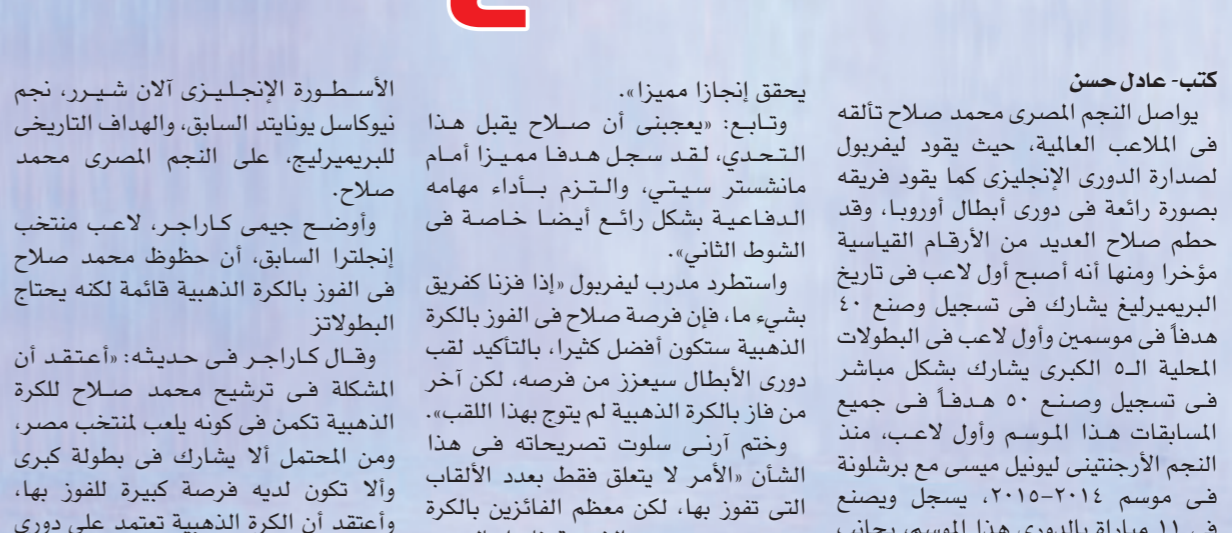 كتب- عادل حسن
يواصل النجم المصرى محمد صلاح تألقه
فى الملاعب العالمية، حيث يقود ليفربول
لصدارة الدورى الإنجليزى كما يقود فريقه
بصورة رائعة فى دورى أبطال أوروبا، وقد
حطم صلاح العديد من الأرقام القياسية
مؤخرا ومنها أنه أصبح أول لاعب فى تاريخ
البريميرليغ يشارك فى تسجيل وصنع ٤٠
هدفاً فى موسمين وأول لاعب فى البطولات
المحلية الـ٥ الكبرى يشارك بشكل مباشر
فى تسجيل وصنع ٥٠ هدفاً فى جميع
المسابقات هذا الموسم وأول لاعب، منذ
النجم الأرجنتينى ليونيل ميسى مع برشلونة
فى موسم ٢٠١٤-٢٠١٥، يسجل ويصنع
فى ١١ مباراة بالدورى هذا الموسم، بجانب
يحقق إنجازا مميزا».
وتابع: «يعجبنى أن صلاح يقبل هذا
التحدي، لقد سجل هدفا مميزا أمام
مانشستر سيتي، والتزم بأداء مهامه
الدفاعية بشكل رائع أيضا خاصة فى
الشوط الثاني».
واستطرد مدرب ليفربول «إذا فزنا كفريق
بشيء ما، فإن فرصة صلاح فى الفوز بالكرة
الذهبية ستكون أفضل كثيرا، بالتأكيد لقب
دورى الأبطال سيعزز من فرصه، لكن آخر
من فاز بالكرة الذهبية لم يتوج بهذا اللقب».
وختم آرنى سلوت تصريحاته فى هذا
الشأن «الأمر لا يتعلق فقط بعدد الألقاب
التى تفوز بها، لكن معظم الفائزين بالكرة
الأسطورة الإنجليزى آلان شيرر، نجم
نيوكاسل يونايتد السابق، والهداف التاريخى
للبريميرليج، على النجم المصرى محمد
صلاح.
وأوضح جيمى كاراجر، لاعب منتخب
إنجلترا السابق، أن حظوظ محمد صلاح
فى الفوز بالكرة الذهبية قائمة لكنه يحتاج
البطولاتز
وقال كاراجر فى حديثه: «أعتقد أن
المشكلة فى ترشيح محمد صلاح للكرة
الذهبية تكمن فى كونه يلعب لمنتخب مصر،
ومن المحتمل ألا يشارك فى بطولة كبرى
وألا تكون لديه فرصة كبيرة للفوز بها،
وأعتقد أن الكرة الذهبية تعتمد على دورى